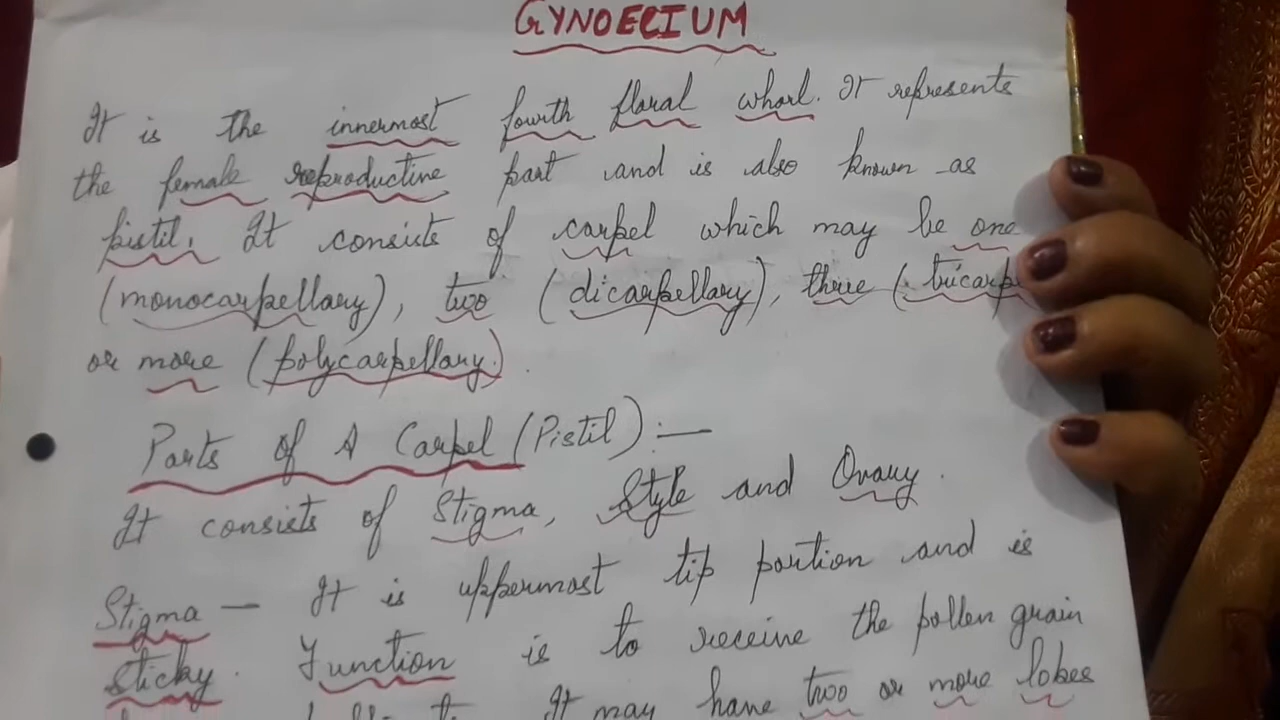 GYNOECIUM
It is the innermost fourth floral whorl. It represents
the female reproductive part and is also known as
pistil. It consists of carpel which may be one
(monocarpellary), two (dicarpellary), three (tricarp
or more (polycarpellary).
Parts of A Carpel (Pistil):—
It consists of Stigma, Style and Ovary.
Stigma — It is uppermost tip portion and is
sticky. Function is to receive the pollen grain
It may have two or more lobes